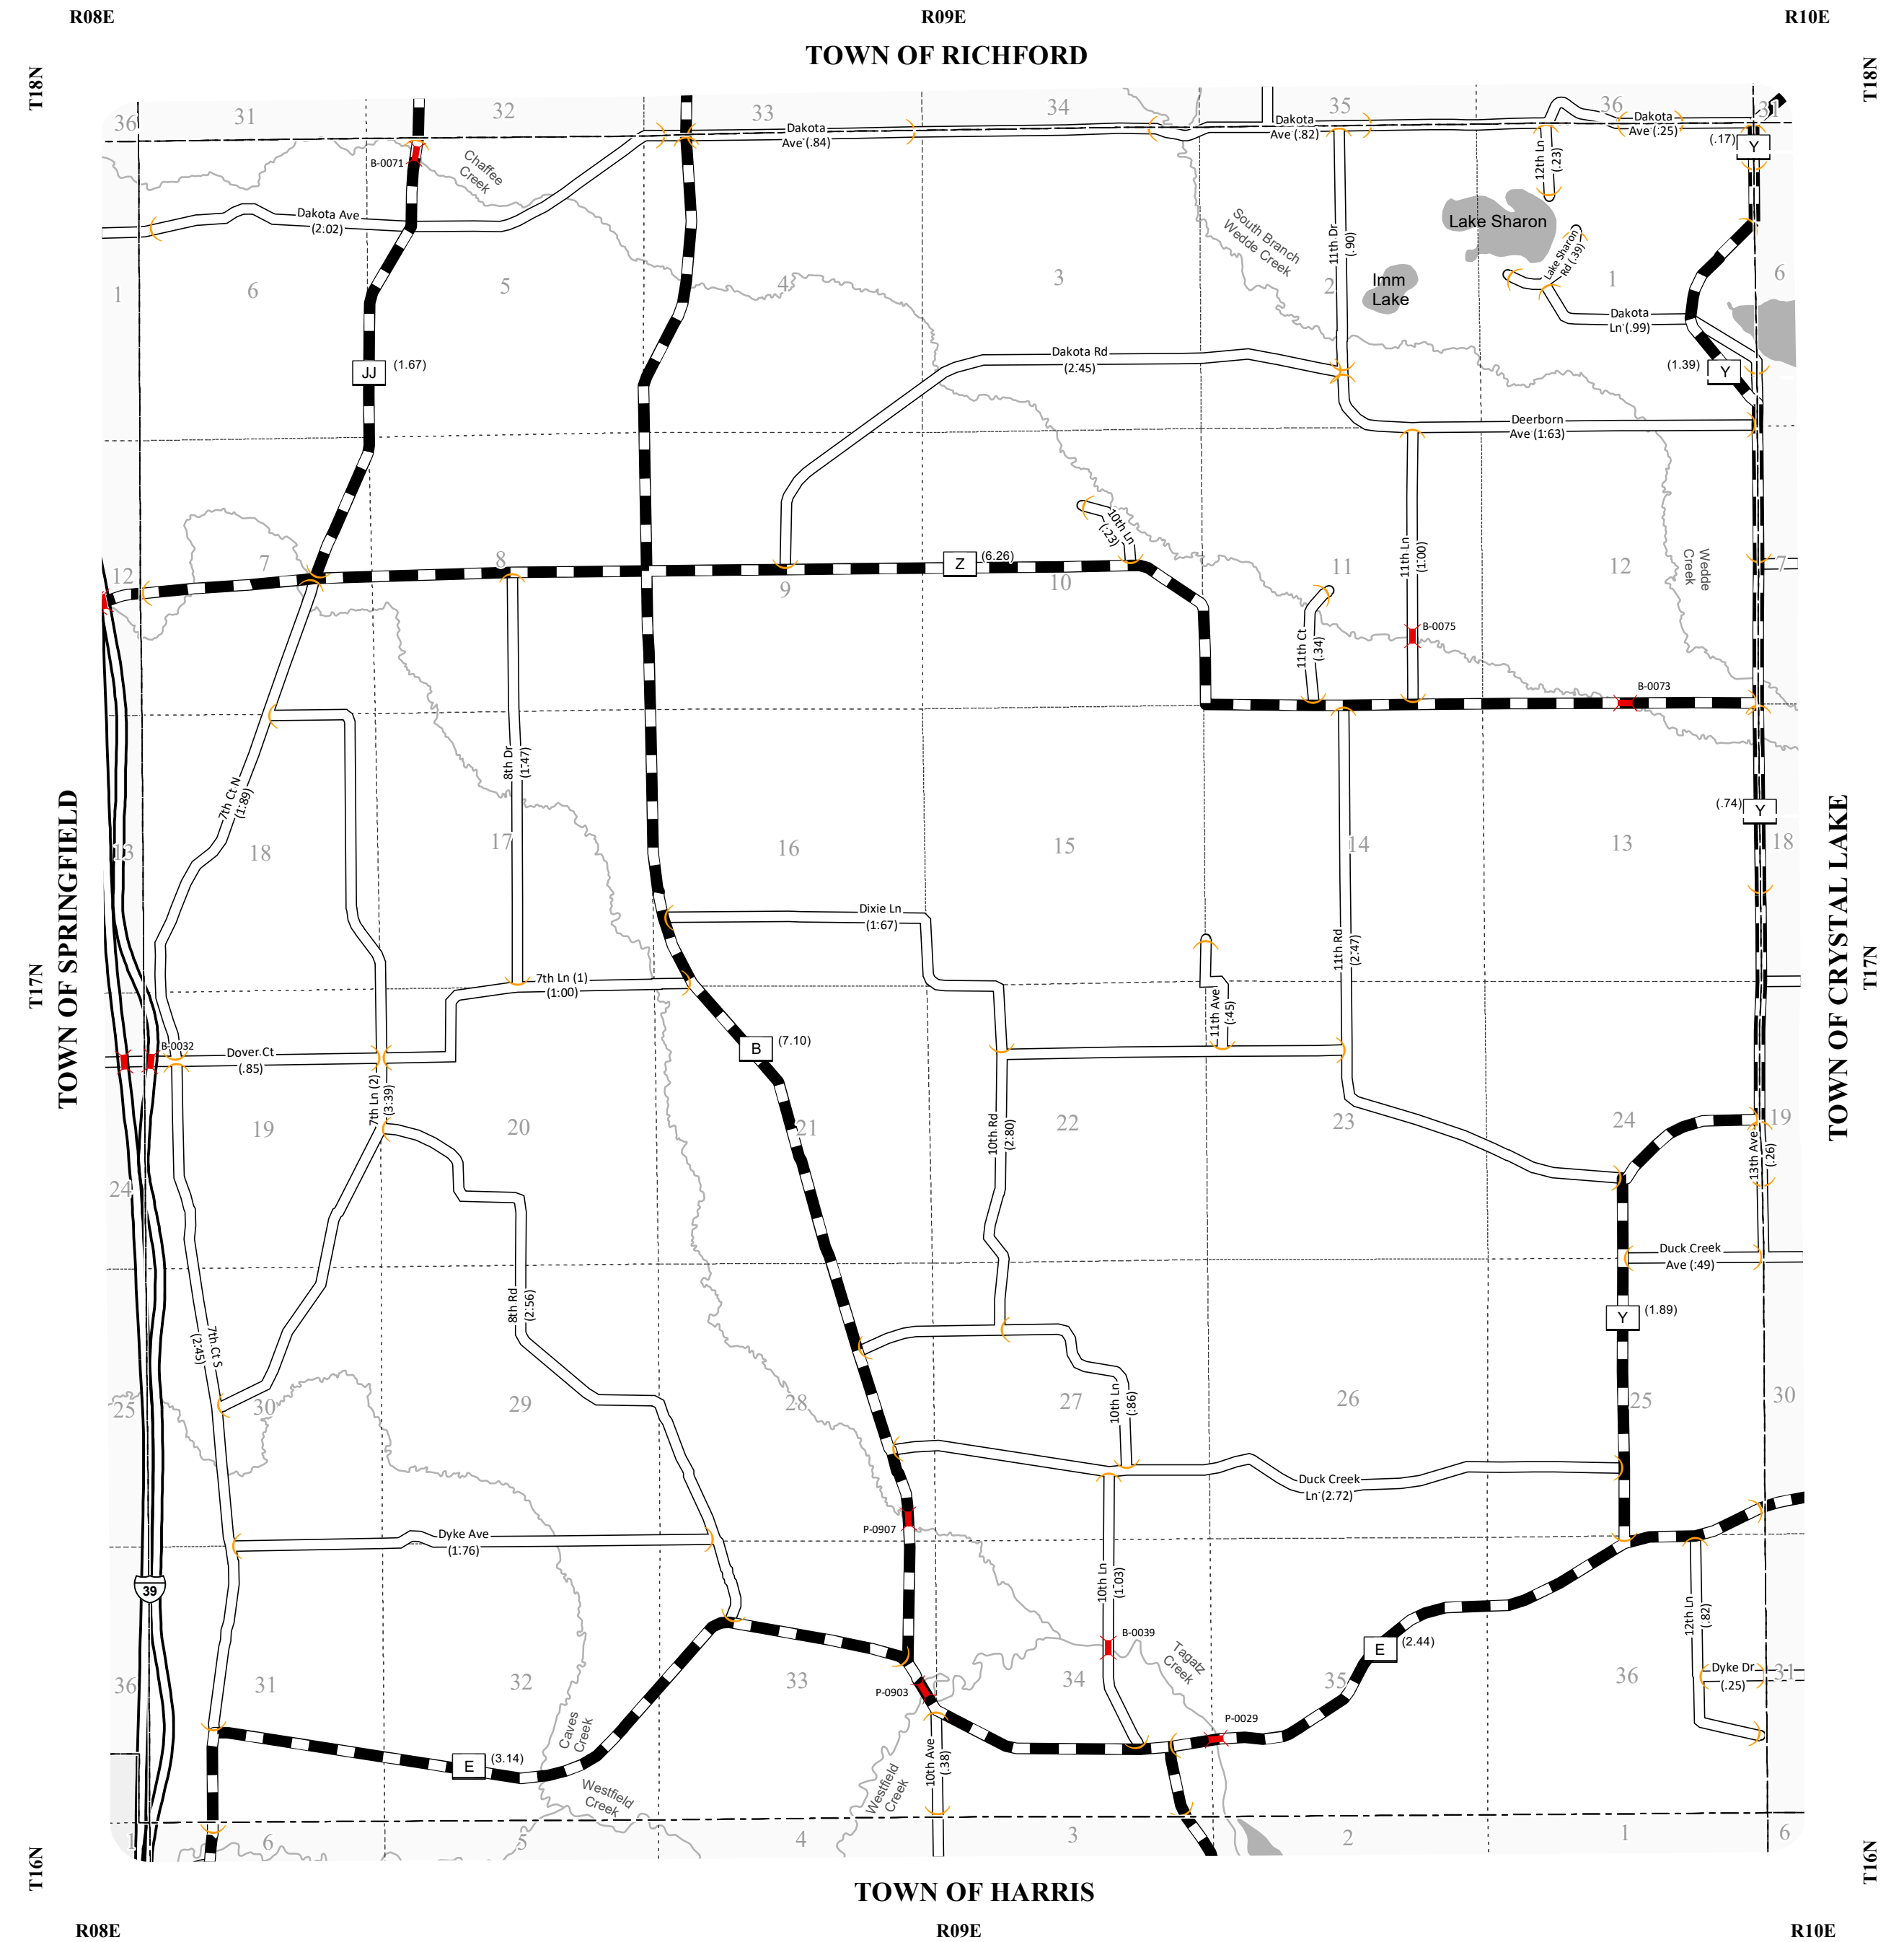 R08E
R09E
R10E
TOWN OF RICHFORD
T18N
T18N
36
31
32
33
34
35
36
31
Dakota
Ave (.84)
Dakota
Ave (.82)
Dakota
Ave (.25)
(.17)
Y
B-0071
Chaffee
Creek
12th Ln
(.23)
Dakota Ave
(2.02)
South Branch
Wedde Creek
11th Dr
(.90)
Lake Sharon
Lake Sharon
Rd (.39)
Imm
Lake
1
6
5
4
3
2
1
6
Dakota
Ln (.99)
JJ
(1.67)
Dakota Rd
(2.45)
(1.39)
Y
Deerborn
Ave (1.63)
10th Ln
(.23)
11th Ln
(1.00)
Wedde
Creek
12
7
8
Z
(6.26)
9
10
11
12
7
11th Ct
(.34)
B-0075
B-0073
8th Dr
(1.47)
7th Ct N
(1.89)
(.74)
Y
13
18
17
16
15
14
13
18
TOWN OF SPRINGFIELD
TOWN OF CRYSTAL LAKE
Dixie Ln
(1.67)
11th Rd
(2.47)
T17N
T17N
7th Ln (1)
(1.00)
11th Ave
(.45)
B-0032
Dover Ct
(.85)
B
(7.10)
7th Ln (2)
(3.39)
19
20
21
22
23
24
19
10th Rd
(2.80)
13th Ave
(.26)
24
Duck Creek
Ave (.49)
8th Rd
(2.56)
Y
(1.89)
7th Ct S
(2.45)
10th Ln
(.86)
25
30
29
28
27
26
25
30
Duck Creek
Ln (2.72)
P-0907
Dyke Ave
(1.76)
39
10th Ln
(1.03)
12th Ln
(.82)
B-0039
E
(2.44)
Tagatz
Creek
36
31
32
33
34
35
36
31
P-0903
Dyke Dr
(.25)
P-0029
Caves
Creek
E
(3.14)
10th Ave
(.38)
Westfield
Creek
Westfield
Creek
1
6
5
4
3
2
1
6
T16N
T16N
TOWN OF HARRIS
R08E
R09E
R10E